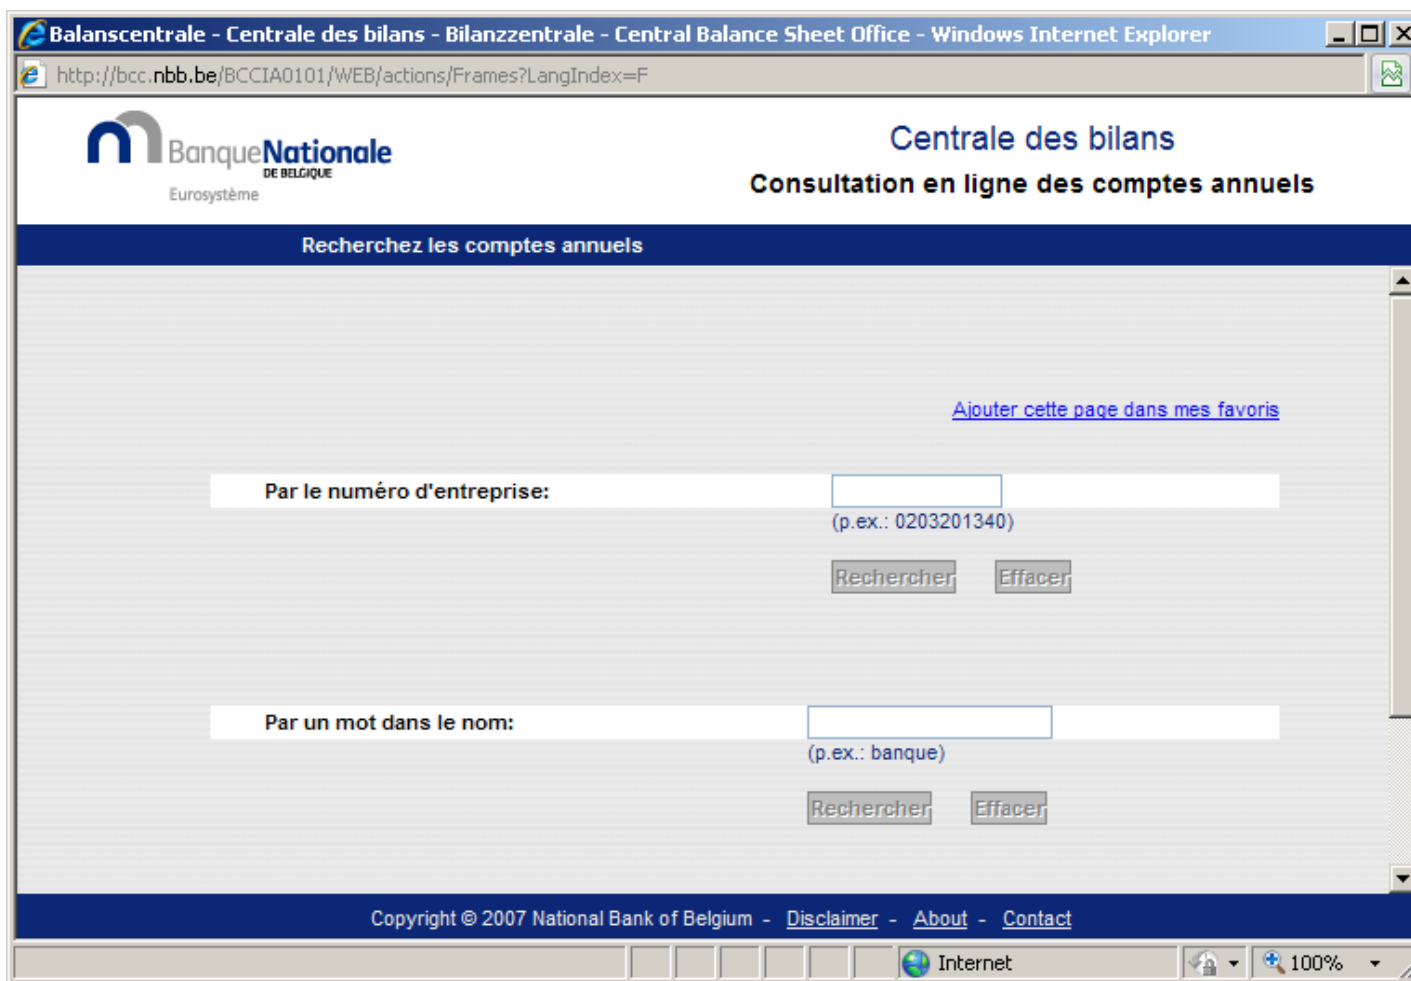 Balanscentrale - Centrale des bilans - Bilanzzentrale - Central Balance Sheet Office - Windows Internet Explorer
http://bcc.nbb.be/BCCIA0101/WEB/actions/Frames?LangIndex=F
BanqueNationale
DE BELGIQUE
Eurosystème
Centrale des bilans
Consultation en ligne des comptes annuels
Recherchez les comptes annuels
Ajouter cette page dans mes favoris
Par le numéro d'entreprise:
(p.ex.: 0203201340)
Rechercher Effacer
Par un mot dans le nom:
(p.ex.: banque)
Rechercher Effacer
Copyright © 2007 National Bank of Belgium - Disclaimer - About - Contact
Internet 100%